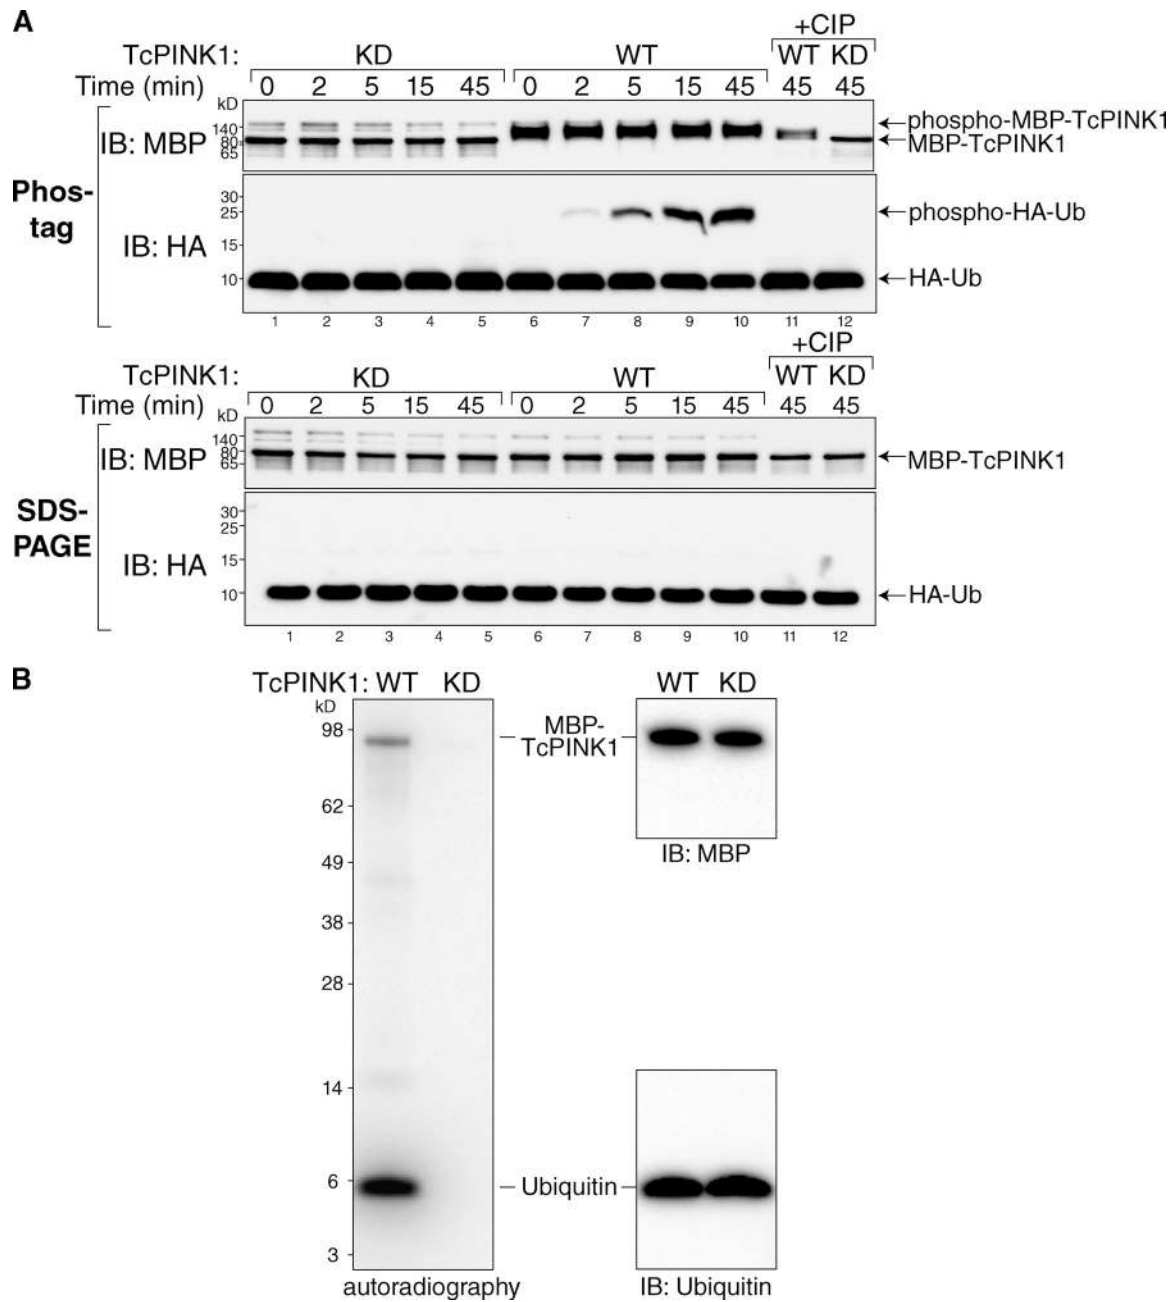 A
+CIP
TcPINK1: KD WT WT KD
Time (min) 0 2 5 15 45 0 2 5 15 45 45 45
kD
Phos-tag
IB: MBP
140
80
65
phospho-MBP-TcPINK1
MBP-TcPINK1
IB: HA
30
25
15
10
phospho-HA-Ub
HA-Ub
1 2 3 4 5 6 7 8 9 10 11 12
+CIP
TcPINK1: KD WT WT KD
Time (min) 0 2 5 15 45 0 2 5 15 45 45 45
kD
SDS-PAGE
IB: MBP
140
80
65
MBP-TcPINK1
IB: HA
30
25
15
10
HA-Ub
1 2 3 4 5 6 7 8 9 10 11 12
B
TcPINK1: WT KD
WT KD
kD
98
62
49
38
28
14
6
3
MBP-
TcPINK1
IB: MBP
Ubiquitin
autoradiography
IB: Ubiquitin